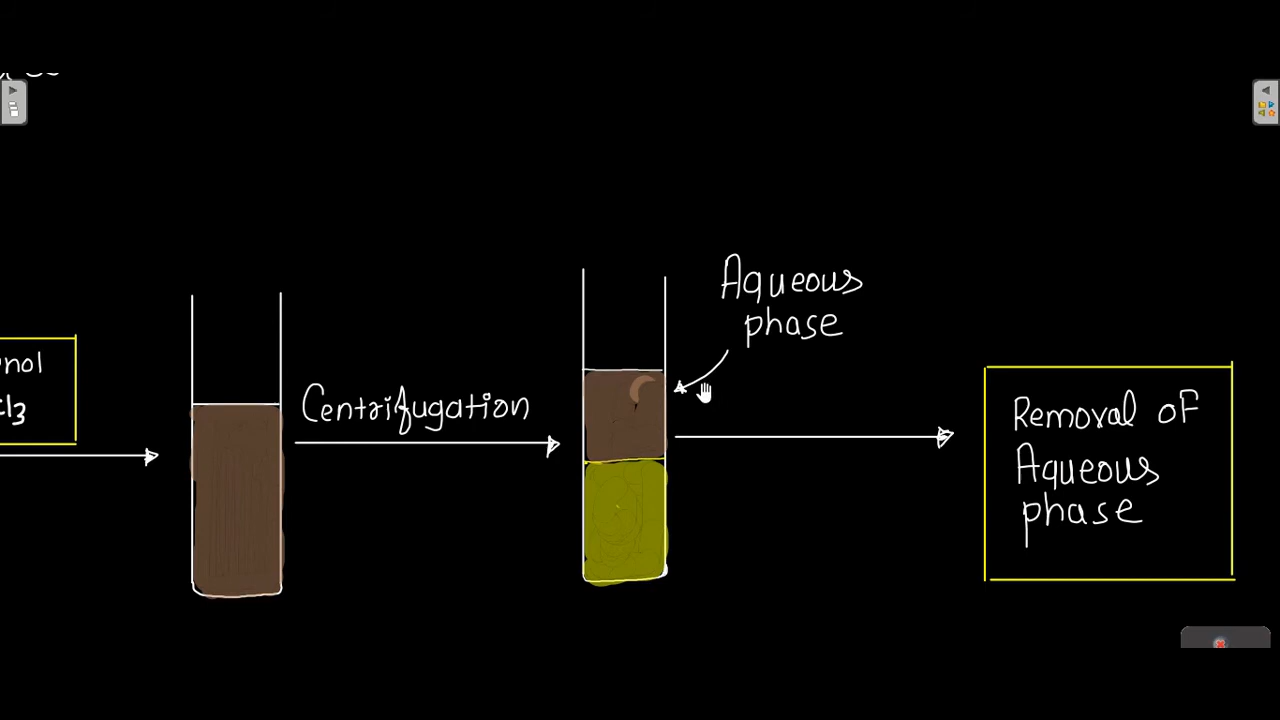 Aqueous
phase
nol
Centrifugation
Removal of
Aqueous
phase